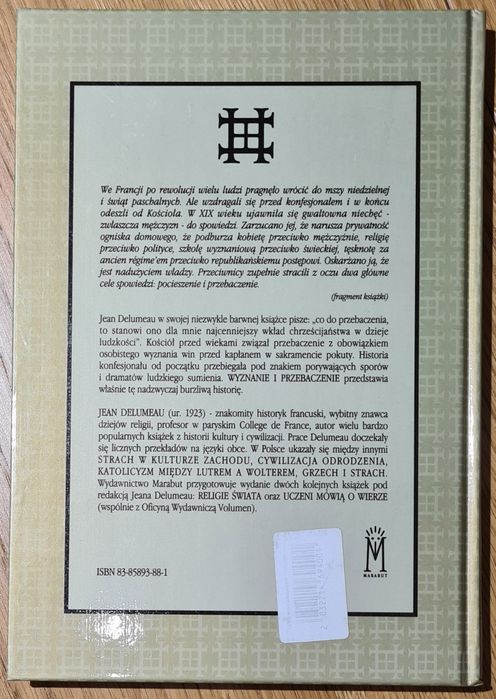 We Francji po rewolucji wielu ludzi pragnęło wrócić do mszy niedzielnej
i świąt paschalnych. Ale wzdragali się przed konfesjonałem i w końcu
odeszli od Kościoła. W XIX wieku ujawniła się gwałtowna niechęć -
zwłaszcza mężczyzn - do spowiedzi. Zarzucano jej, że narusza prywatność
ogniska domowego, że podburza kobietę przeciwko mężczyźnie, religię
przeciwko polityce, szkołę wyznaniową przeciwko świeckiej, tęsknotę za
ancien régime'em przeciwko republikańskiemu postępowi. Oskarżano ją, że
jest nadużyciem władzy. Przeciwnicy zupełnie stracili z oczu dwa główne
cele spowiedzi: pocieszenie i przebaczenie.
(fragment książki)
Jean Delumeau w swojej niezwykle barwnej książce pisze: „co do przebaczenia,
to stanowi ono dla mnie najcenniejszy wkład chrześcijaństwa w dzieje
ludzkości". Kościół przed wiekami związał przebaczenie z obowiązkiem
osobistego wyznania win przed kapłanem w sakramencie pokuty. Historia
konfesjonału od początku przebiegała pod znakiem porywających sporów
i dramatów ludzkiego sumienia. WYZNANIE I PRZEBACZENIE przedstawia
właśnie tę nadzwyczaj burzliwą historię.
JEAN DELUMEAU (ur. 1923) - znakomity historyk francuski, wybitny znawca
dziejów religii, profesor w paryskim College de France, autor wielu bardzo
popularnych książek z historii kultury i cywilizacji. Prace Delumeau doczekały
się licznych przekładów na języki obce. W Polsce ukazały się między innymi
STRACH W KULTURZE ZACHODU, CYWILIZACJA ODRODZENIA,
KATOLICYZM MIĘDZY LUTREM A WOLTEREM, GRZECH I STRACH.
Wydawnictwo Marabut przygotowuje wydanie dwóch kolejnych książek pod
redakcją Jeana Delumeau: RELIGIE ŚWIATA oraz UCZENI MÓWIĄ O WIERZE
(wspólnie z Oficyną Wydawniczą Volumen).
ISBN 83-85893-88-1
MARABUT